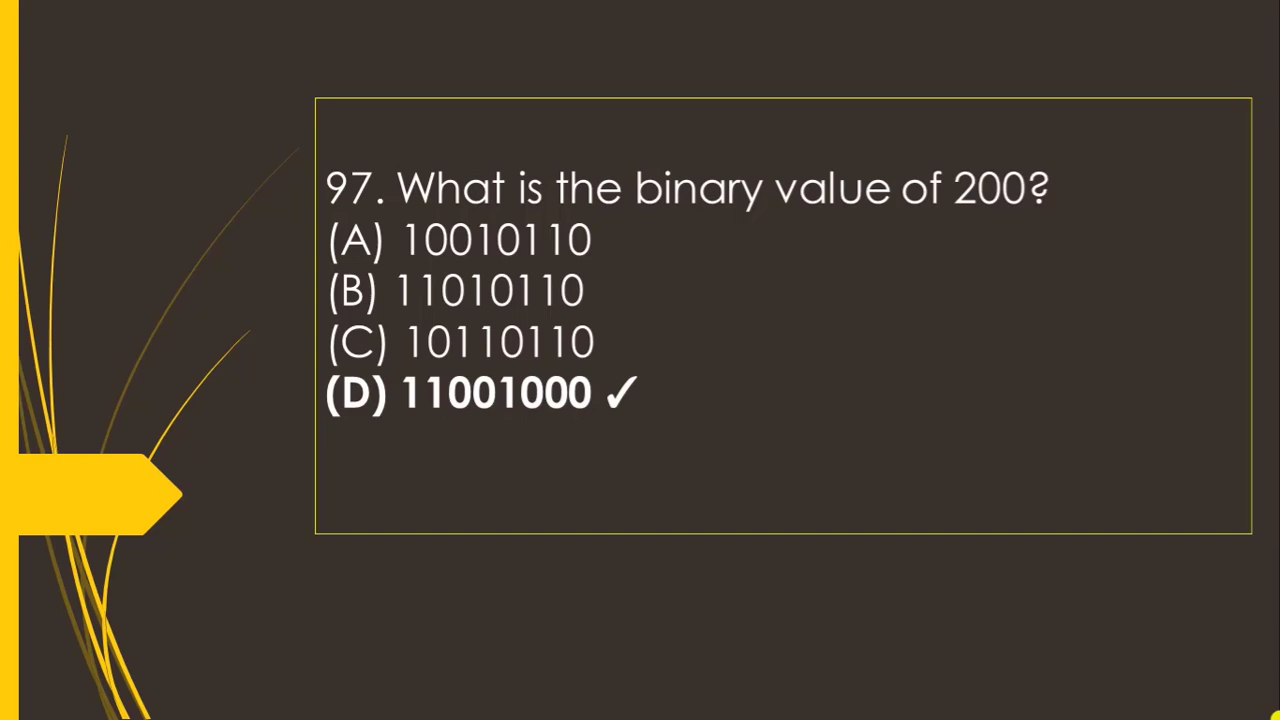 97. What is the binary value of 200?
(A) 10010110
(B) 11010110
(C) 10110110
(D) 11001000 ✓